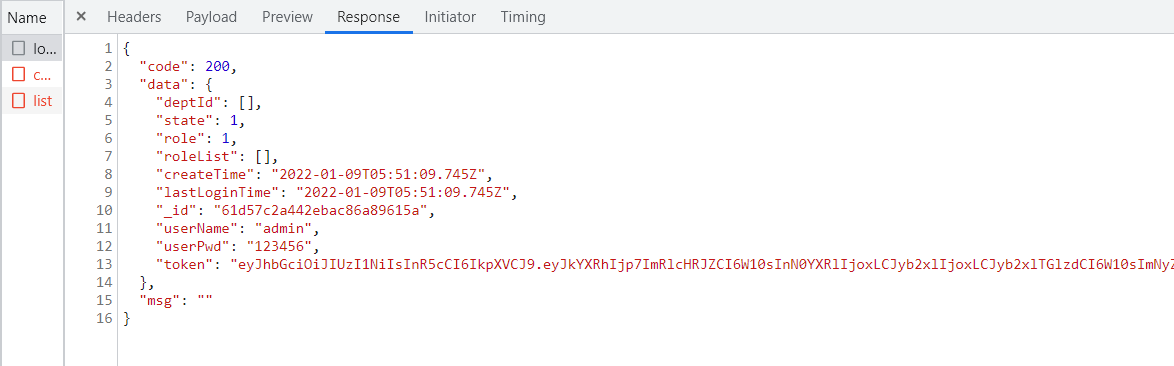 Name × Headers Payload Preview Response Initiator Timing
lo...
c...
list
1 {
2 "code": 200,
3 "data": {
4 "deptId": [],
5 "state": 1,
6 "role": 1,
7 "roleList": [],
8 "createTime": "2022-01-09T05:51:09.745Z",
9 "lastLoginTime": "2022-01-09T05:51:09.745Z",
10 "_id": "61d57c2a442ebac86a89615a",
11 "userName": "admin",
12 "userPwd": "123456",
13 "token": "eyJhbGciOiJIUzI1NiIsInR5cCI6IkpXVCJ9.eyJkYXRhIjp7ImRlcHRJZCI6W10sInN0YXRlIjoxLCJyb2xlIjoxLCJyb2xlTGlzdCI6W10sImNyZ
14 },
15 "msg": ""
16 }